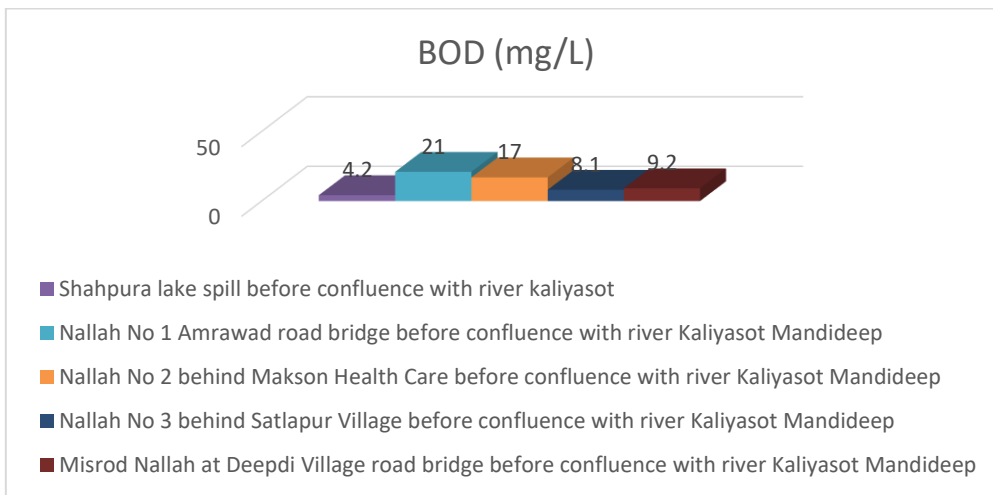 BOD (mg/L)
50
0
4.2
21
17
8.1
9.2
Shahpura lake spill before confluence with river kaliyasot
Nallah No 1 Amrawad road bridge before confluence with river Kaliyasot Mandideep
Nallah No 2 behind Makson Health Care before confluence with river Kaliyasot Mandideep
Nallah No 3 behind Satlapur Village before confluence with river Kaliyasot Mandideep
Misrod Nallah at Deepdi Village road bridge before confluence with river Kaliyasot Mandideep